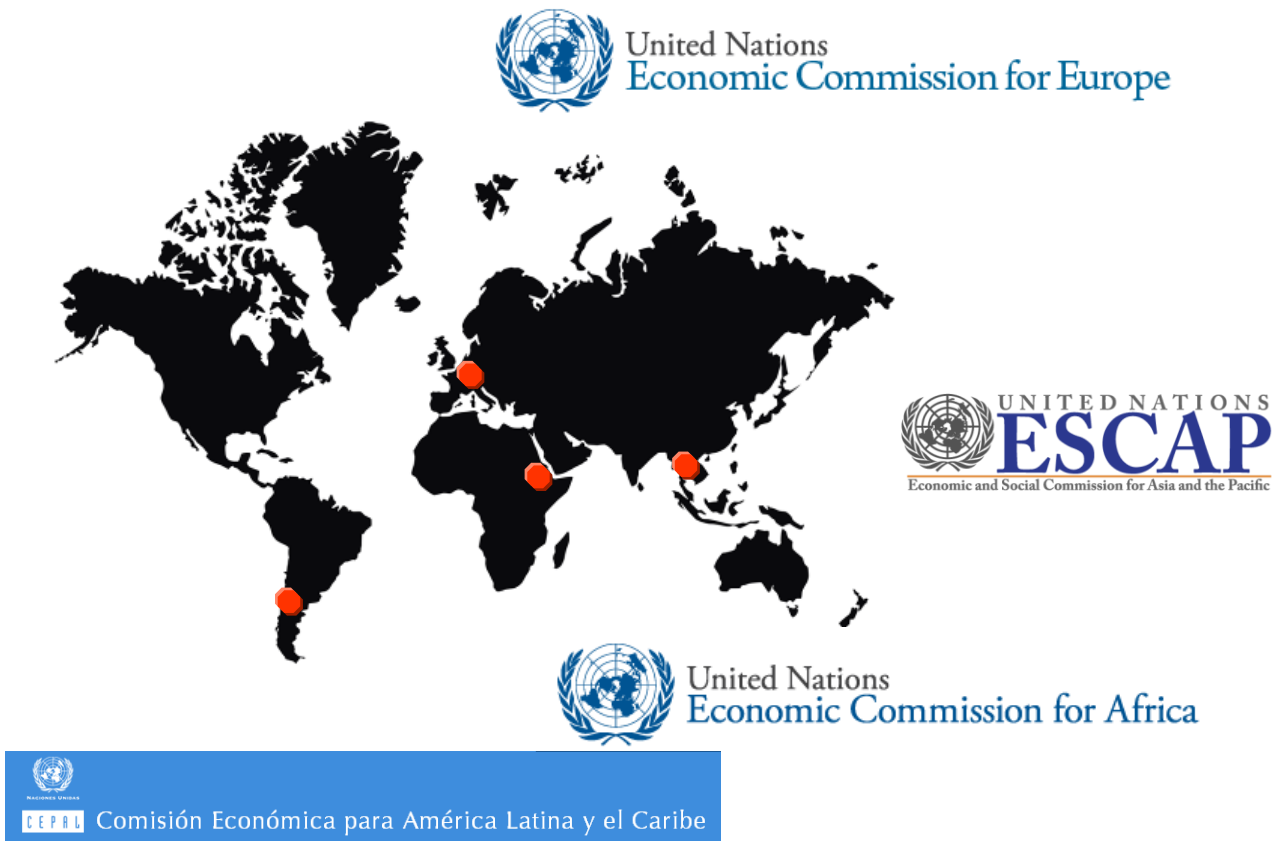 United Nations
Economic Commission for Europe
UNITED NATIONS
ESCAP
Economic and Social Commission for Asia and the Pacific
United Nations
Economic Commission for Africa
NACIONES UNIDAS
CEPAL Comisión Económica para América Latina y el Caribe